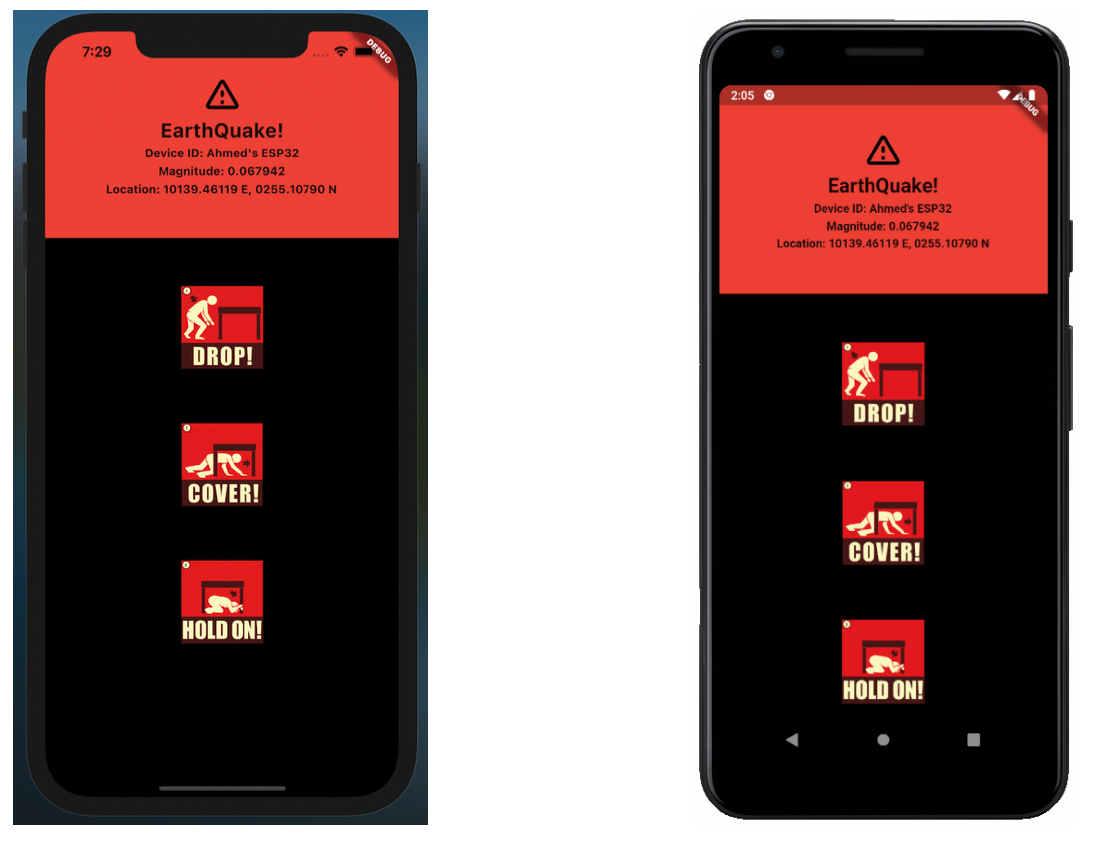 7:29
DEBUG
EarthQuake!
Device ID: Ahmed's ESP32
Magnitude: 0.067942
Location: 10139.46119 E, 0255.10790 N
DROP!
COVER!
HOLD ON!
2:05
DEBUG
EarthQuake!
Device ID: Ahmed's ESP32
Magnitude: 0.067942
Location: 10139.46119 E, 0255.10790 N
DROP!
COVER!
HOLD ON!